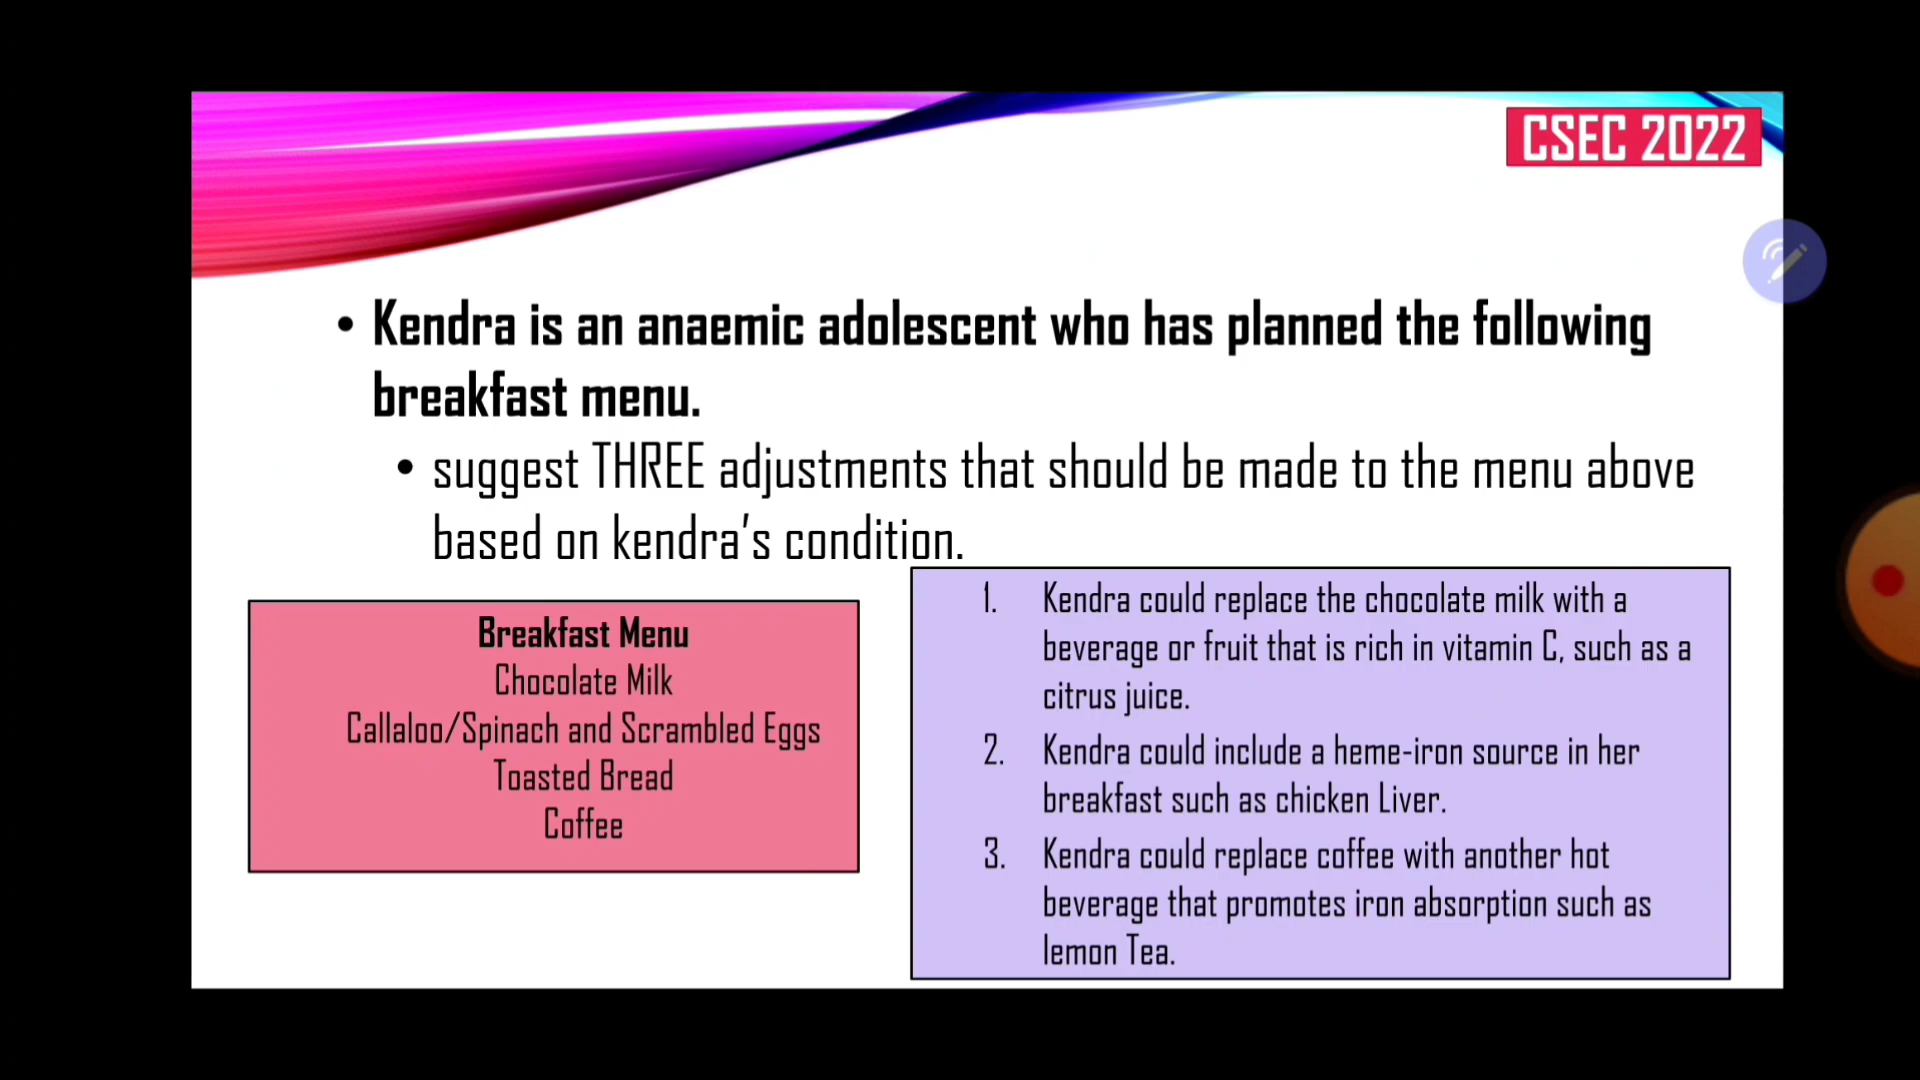 CSEC 2022
• Kendra is an anaemic adolescent who has planned the following
breakfast menu.
• suggest THREE adjustments that should be made to the menu above
based on kendra's condition.
Breakfast Menu
Chocolate Milk
Callaloo/Spinach and Scrambled Eggs
Toasted Bread
Coffee
1. Kendra could replace the chocolate milk with a
beverage or fruit that is rich in vitamin C, such as a
citrus juice.
2. Kendra could include a heme-iron source in her
breakfast such as chicken Liver.
3. Kendra could replace coffee with another hot
beverage that promotes iron absorption such as
lemon Tea.